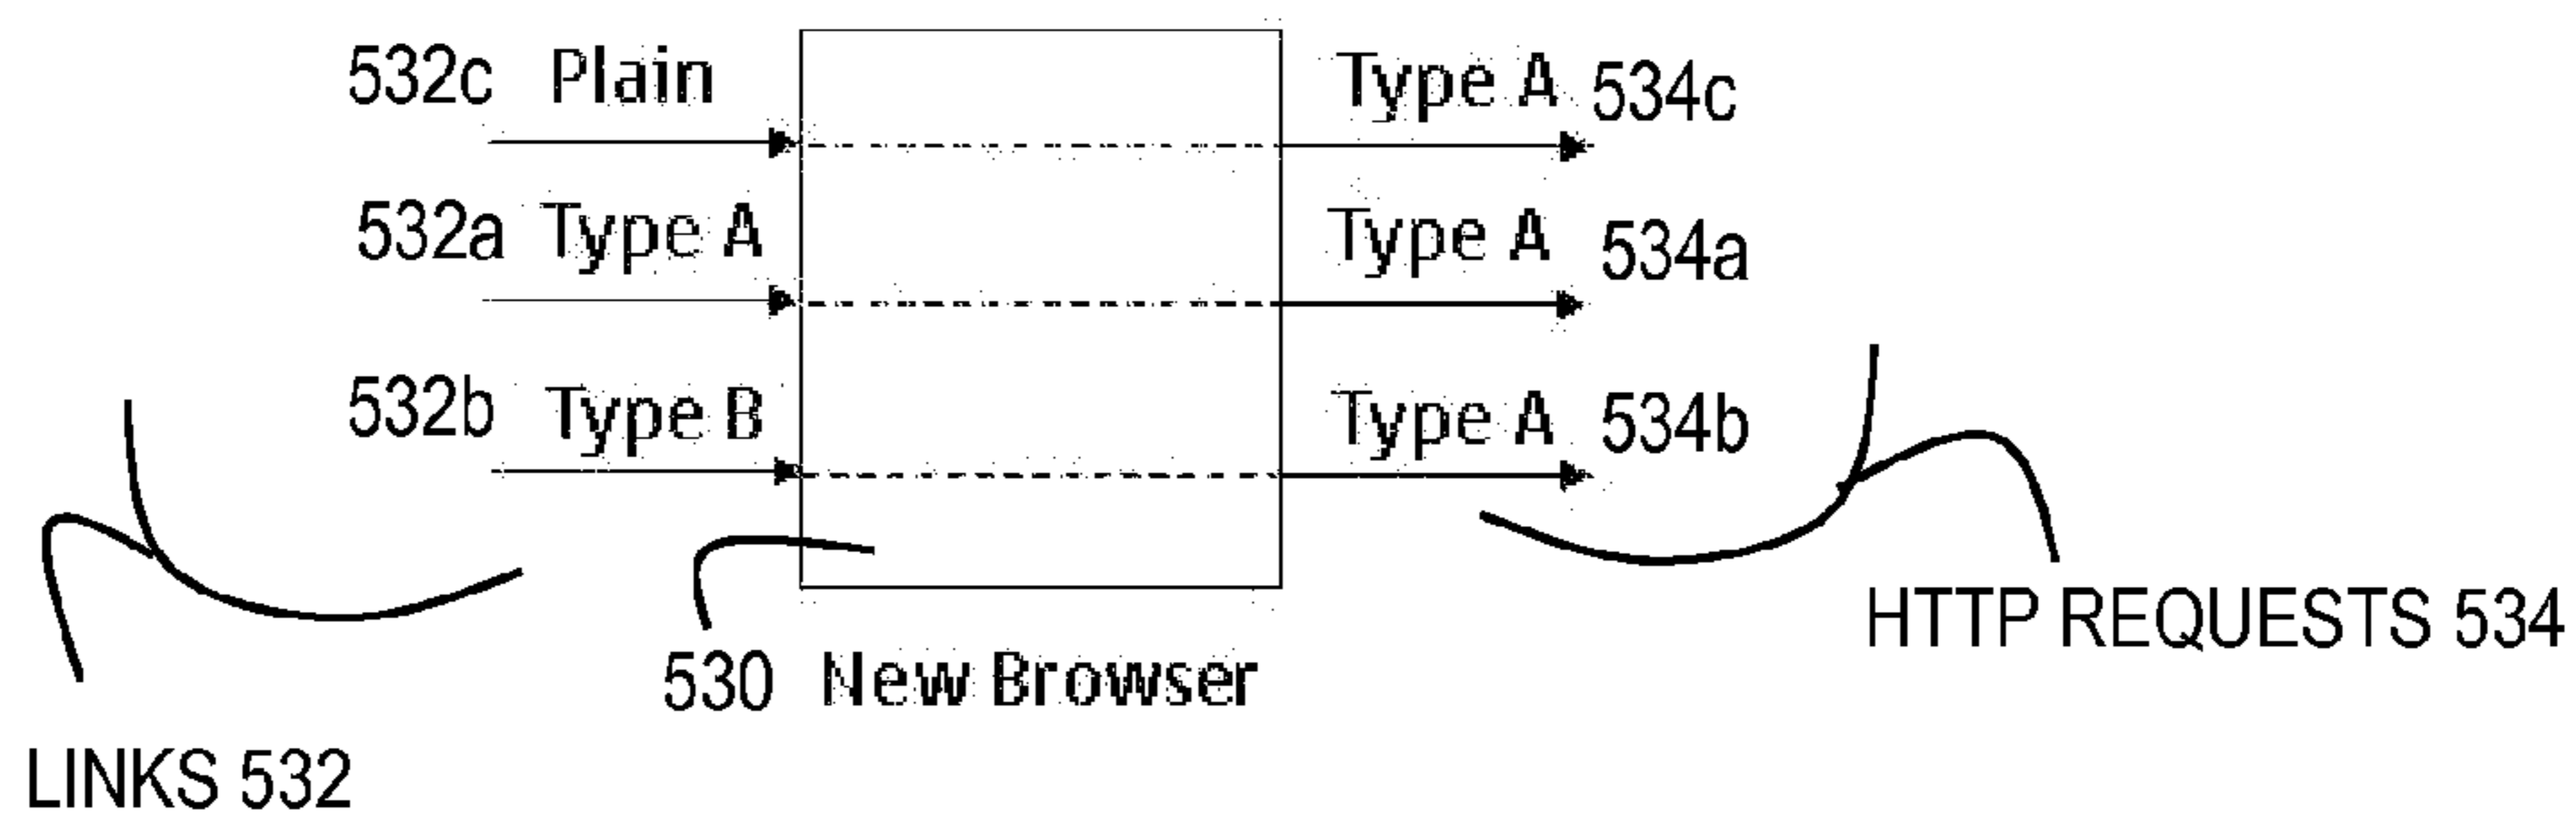 532c Plain Type A 534c
532a Type A Type A 534a
532b Type B Type A 534b
HTTP REQUESTS 534
530 New Browser
LINKS 532